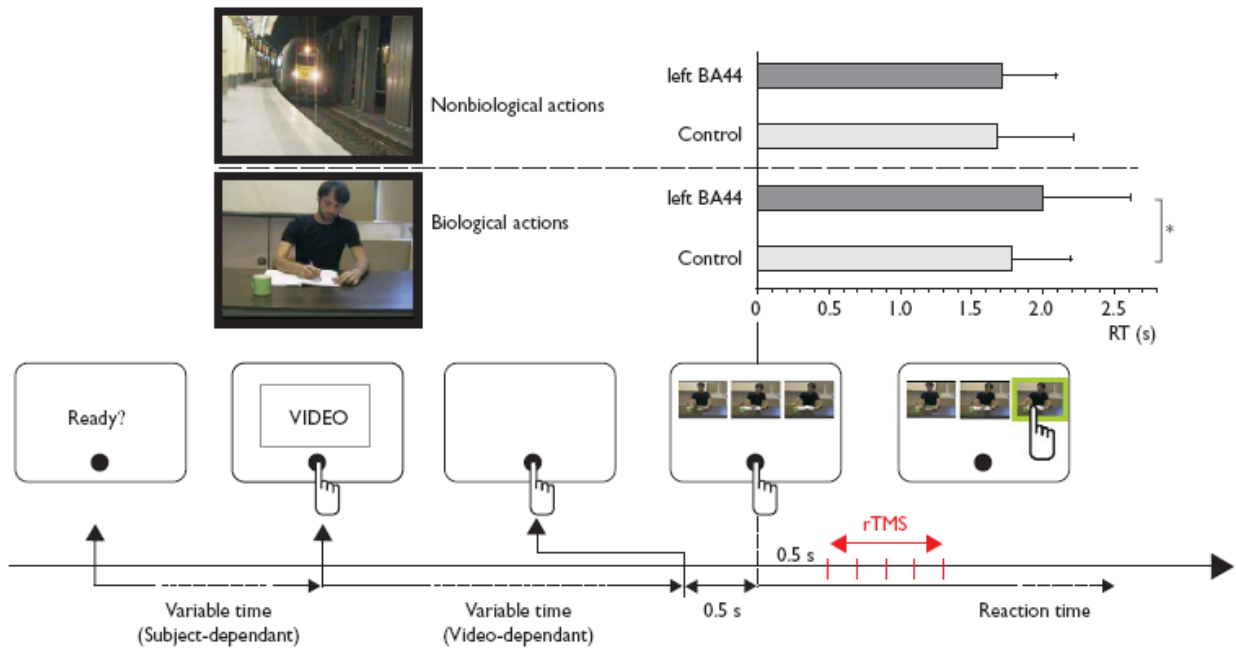 Nonbiological actions
Biological actions
left BA44
Control
left BA44
Control
*
0 0.5 1.0 1.5 2.0 2.5
RT (s)
Ready?
VIDEO
rTMS
0.5 s
Variable time
(Subject-dependant)
Variable time
(Video-dependant)
0.5 s
Reaction time